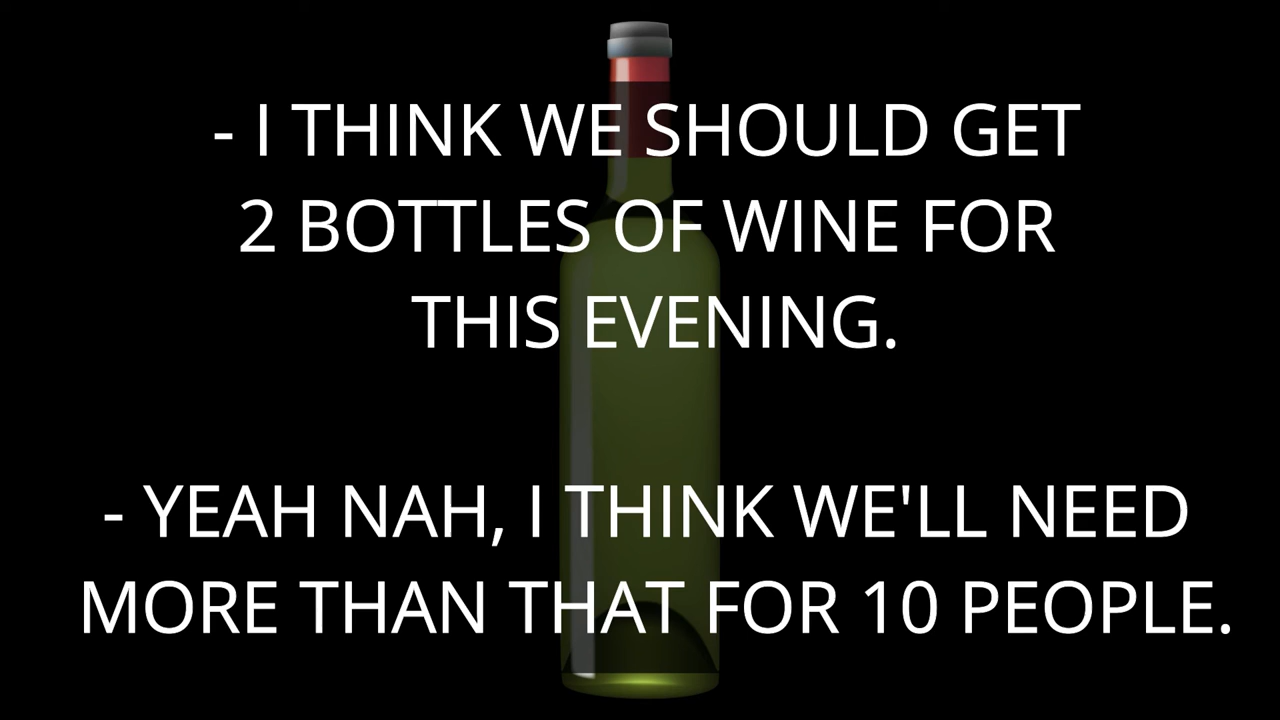 - I THINK WE SHOULD GET
2 BOTTLES OF WINE FOR
THIS EVENING.
- YEAH NAH, I THINK WE'LL NEED
MORE THAN THAT FOR 10 PEOPLE.